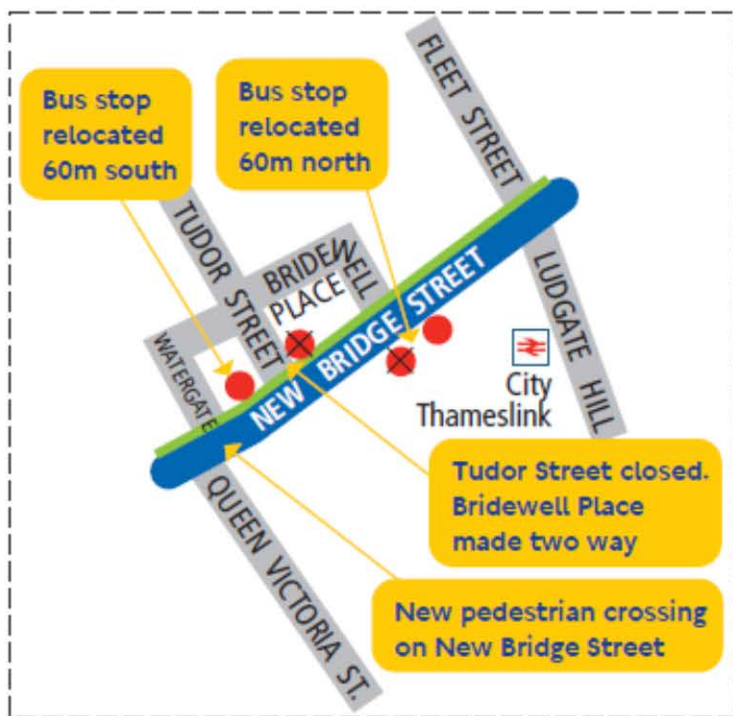 Bus stop
relocated
60m south
Bus stop
relocated
60m north
FLEET STREET
TUDOR STREET
BRIDEWELL
PLACE
WATERGATE
NEW BRIDGE STREET
LUDGATE HILL
City
Thameslink
QUEEN VICTORIA ST.
Tudor Street closed.
Bridewell Place
made two way
New pedestrian crossing
on New Bridge Street